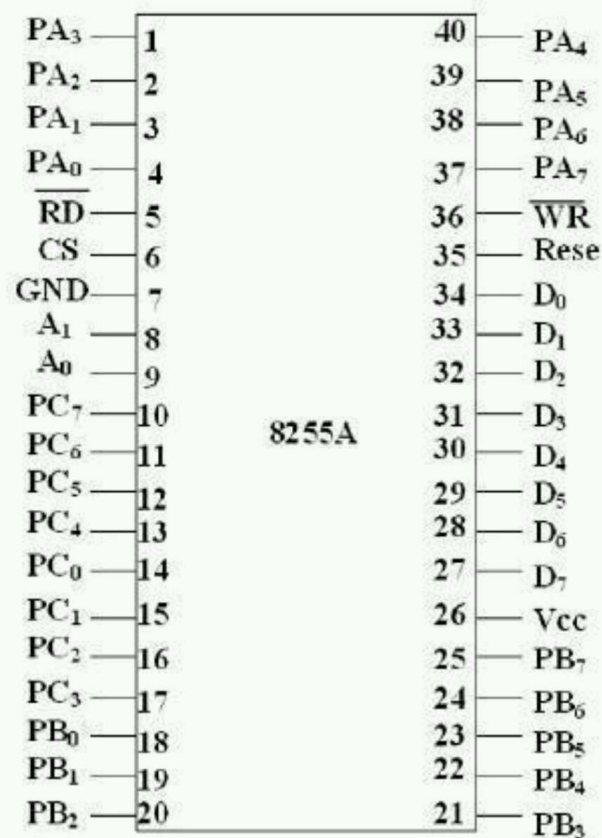 PA₃ 1 40 PA₄
PA₂ 2 39 PA₅
PA₁ 3 38 PA₆
PA₀ 4 37 PA₇
R̅D̅ 5 36 W̅R̅
CS 6 35 Rese
GND 7 34 D₀
A₁ 8 33 D₁
A₀ 9 32 D₂
PC₇ 10 31 D₃
8255A
PC₆ 11 30 D₄
PC₅ 12 29 D₅
PC₄ 13 28 D₆
PC₀ 14 27 D₇
PC₁ 15 26 Vcc
PC₂ 16 25 PB₇
PC₃ 17 24 PB₆
PB₀ 18 23 PB₅
PB₁ 19 22 PB₄
PB₂ 20 21 PB₃